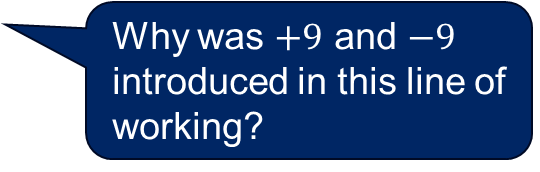 Why was +9 and −9
introduced in this line of
working?